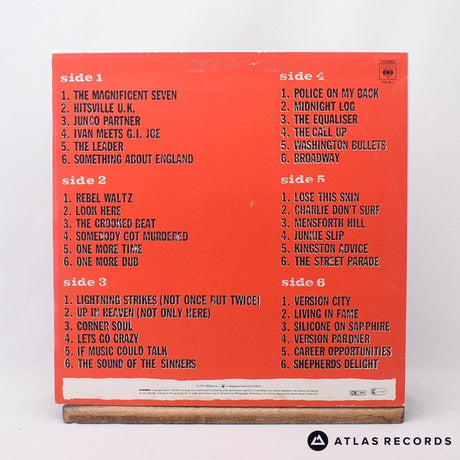 side 1
1. THE MAGNIFICENT SEVEN
2. HITSVILLE U.K.
3. JUNCO PARTNER
4. IVAN MEETS G.I. JOE
5. THE LEADER
6. SOMETHING ABOUT ENGLAND
side 2
1. REBEL WALTZ
2. LOOK HERE
3. THE CROOKED BEAT
4. SOMEBODY GOT MURDERED
5. ONE MORE TIME
6. ONE MORE DUB
side 3
1. LIGHTNING STRIKES (NOT ONCE BUT TWICE)
2. UP IN HEAVEN (NOT ONLY HERE)
3. CORNER SOUL
4. LETS GO CRAZY
5. IF MUSIC COULD TALK
6. THE SOUND OF THE SINNERS
side 4
1. POLICE ON MY BACK
2. MIDNIGHT LOG
3. THE EQUALISER
4. THE CALL UP
5. WASHINGTON BULLETS
6. BROADWAY
side 5
1. LOSE THIS SKIN
2. CHARLIE DON'T SURF
3. MENSFORTH HILL
4. JUNKIE SLIP
5. KINGSTON ADVICE
6. THE STREET PARADE
side 6
1. VERSION CITY
2. LIVING IN FAME
3. SILICONE ON SAPPHIRE
4. VERSION PARDNER
5. CAREER OPPORTUNITIES
6. SHEPHERDS DELIGHT
STEREO
CBS
ATLAS RECORDS